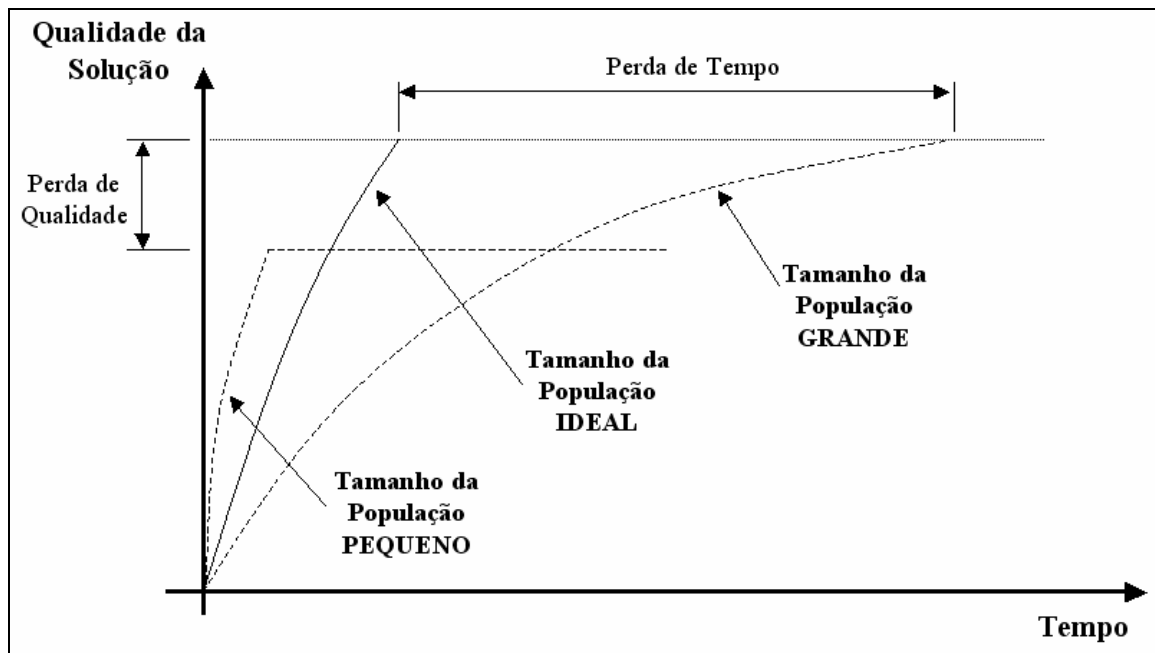 Qualidade da
Solução
Perda de Tempo
Perda de
Qualidade
Tamanho da
População
GRANDE
Tamanho da
População
IDEAL
Tamanho da
População
PEQUENO
Tempo